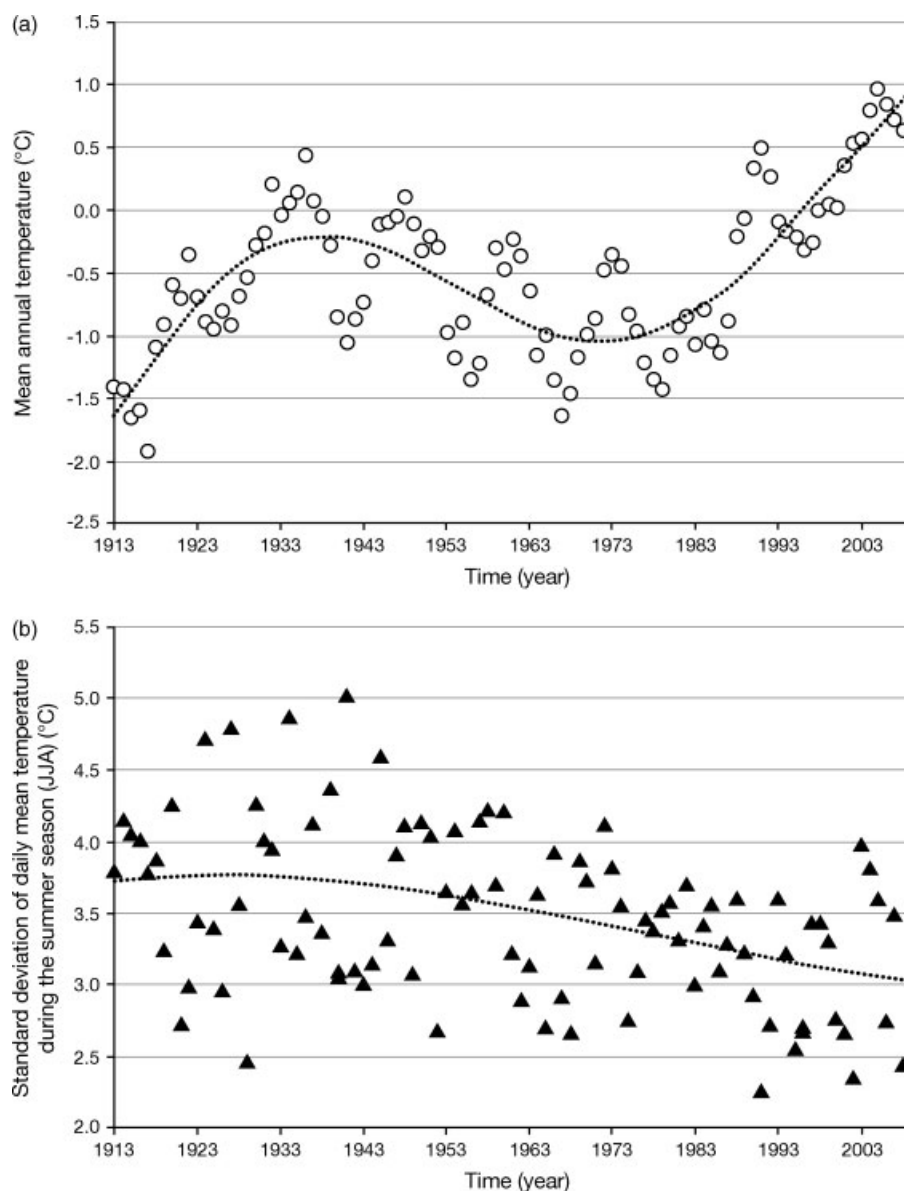 (a)
Mean annual temperature (°C)
1.5
1.0
0.5
0.0
-0.5
-1.0
-1.5
-2.0
-2.5
1913 1923 1933 1943 1953 1963 1973 1983 1993 2003
Time (year)
(b)
Standard deviation of daily mean temperature
during the summer season (JJA) (°C)
5.5
5.0
4.5
4.0
3.5
3.0
2.5
2.0
1913 1923 1933 1943 1953 1963 1973 1983 1993 2003
Time (year)